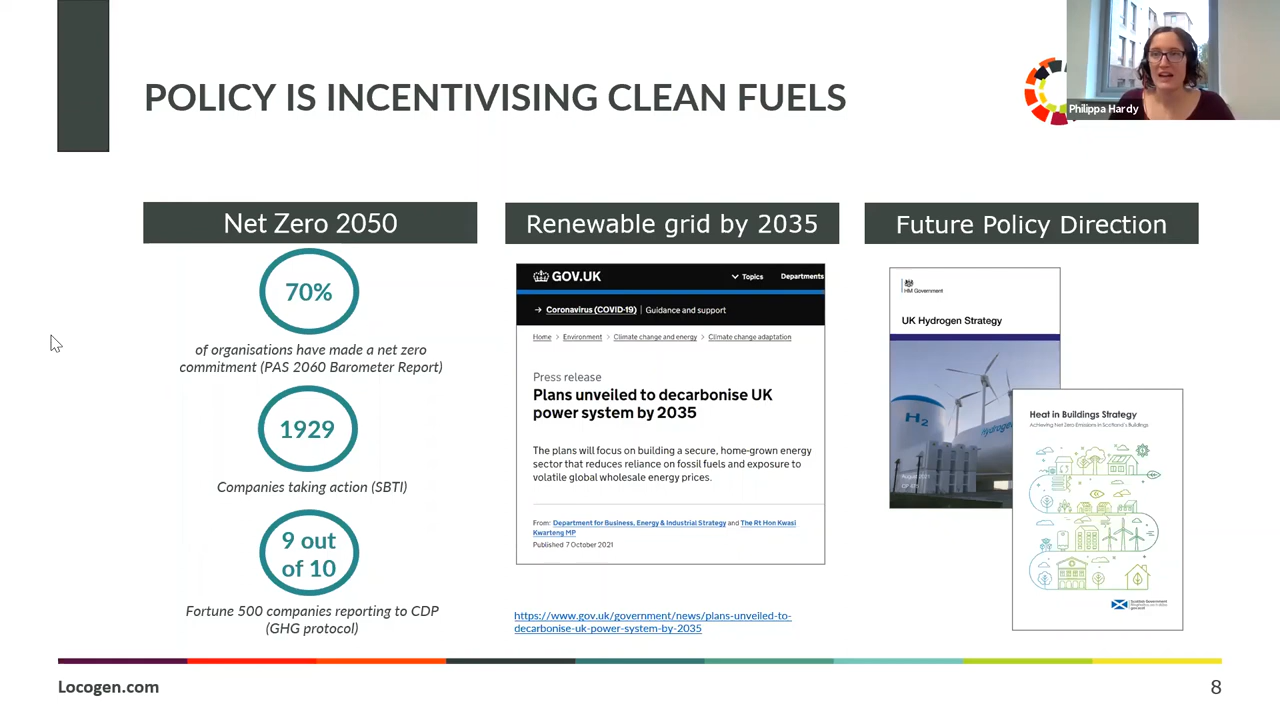 POLICY IS INCENTIVISING CLEAN FUELS
Philippa Hardy
Net Zero 2050
70%
of organisations have made a net zero
commitment (PAS 2060 Barometer Report)
1929
Companies taking action (SBTI)
9 out
of 10
Fortune 500 companies reporting to CDP
(GHG protocol)
Renewable grid by 2035
GOV.UK
Topics
Departments
→ Coronavirus (COVID-19) | Guidance and support
Home > Environment > Climate change and energy > Climate change adaptation
Press release
Plans unveiled to decarbonise UK
power system by 2035
The plans will focus on building a secure, home-grown energy
sector that reduces reliance on fossil fuels and exposure to
volatile global wholesale energy prices.
From: Department for Business, Energy & Industrial Strategy and The Rt Hon Kwasi
Kwarteng MP
Published 7 October 2021
https://www.gov.uk/government/news/plans-unveiled-to-
decarbonise-uk-power-system-by-2035
Future Policy Direction
HM Government
UK Hydrogen Strategy
H2
Hydrogen
August 2021
Heat in Buildings Strategy
Achieving Net Zero Emissions in Scotland's Buildings
Scottish Government
Locogen.com
8